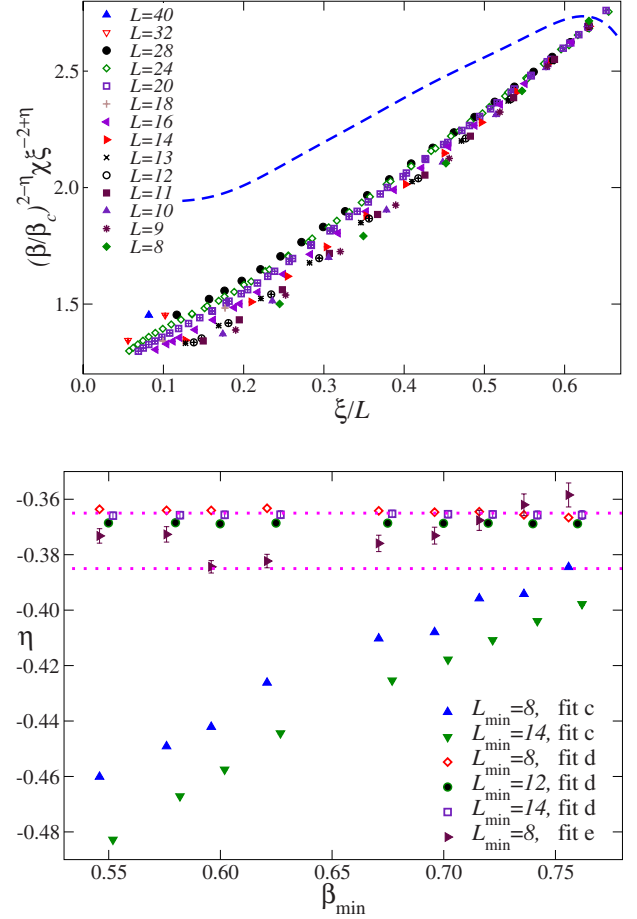 L=40
L=32
L=28
L=24
L=20
L=18
L=16
L=14
L=13
L=12
L=11
L=10
L=9
L=8
(β/β_c)^{2-η}χξ^{-2+η}
2.5
2.0
1.5
0.0 0.1 0.2 0.3 0.4 0.5 0.6
ξ/L
-0.36
-0.38
-0.40
-0.42
-0.44
-0.46
-0.48
η
L_min=8, fit c
L_min=14, fit c
L_min=8, fit d
L_min=12, fit d
L_min=14, fit d
L_min=8, fit e
0.55 0.60 0.65 0.70 0.75
β_min